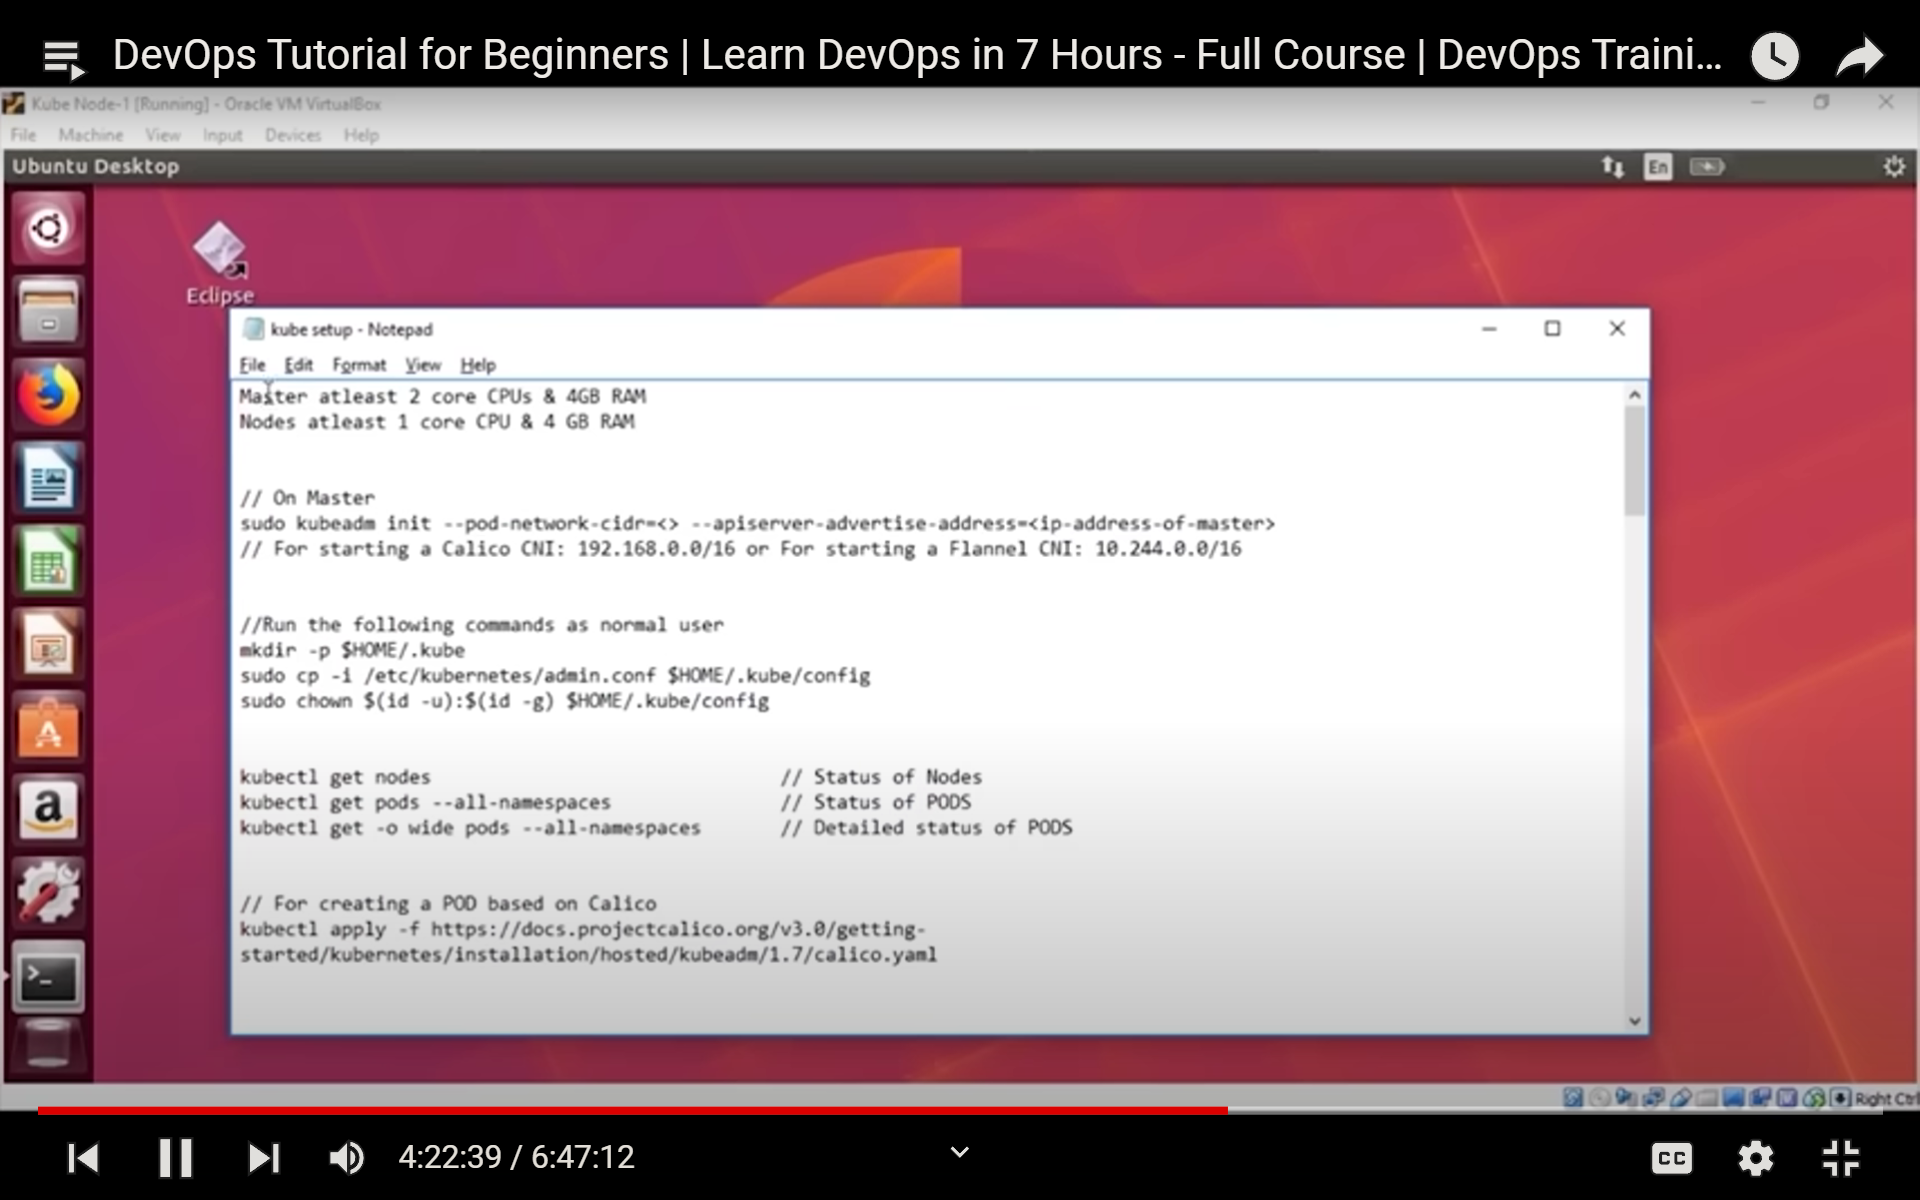 DevOps Tutorial for Beginners | Learn DevOps in 7 Hours - Full Course | DevOps Traini...
Kube Node-1 [Running] - Oracle VM VirtualBox
File Machine View Input Devices Help
Ubuntu Desktop
En
Eclipse
kube setup - Notepad
File Edit Format View Help
Master atleast 2 core CPUs & 4GB RAM
Nodes atleast 1 core CPU & 4 GB RAM
// On Master
sudo kubeadm init --pod-network-cidr=<> --apiserver-advertise-address=<ip-address-of-master>
// For starting a Calico CNI: 192.168.0.0/16 or For starting a Flannel CNI: 10.244.0.0/16
//Run the following commands as normal user
mkdir -p $HOME/.kube
sudo cp -i /etc/kubernetes/admin.conf $HOME/.kube/config
sudo chown $(id -u):$(id -g) $HOME/.kube/config
kubectl get nodes // Status of Nodes
kubectl get pods --all-namespaces // Status of PODS
kubectl get -o wide pods --all-namespaces // Detailed status of PODS
// For creating a POD based on Calico
kubectl apply -f https://docs.projectcalico.org/v3.0/getting-
started/kubernetes/installation/hosted/kubeadm/1.7/calico.yaml
Right Ctrl
4:22:39 / 6:47:12
CC